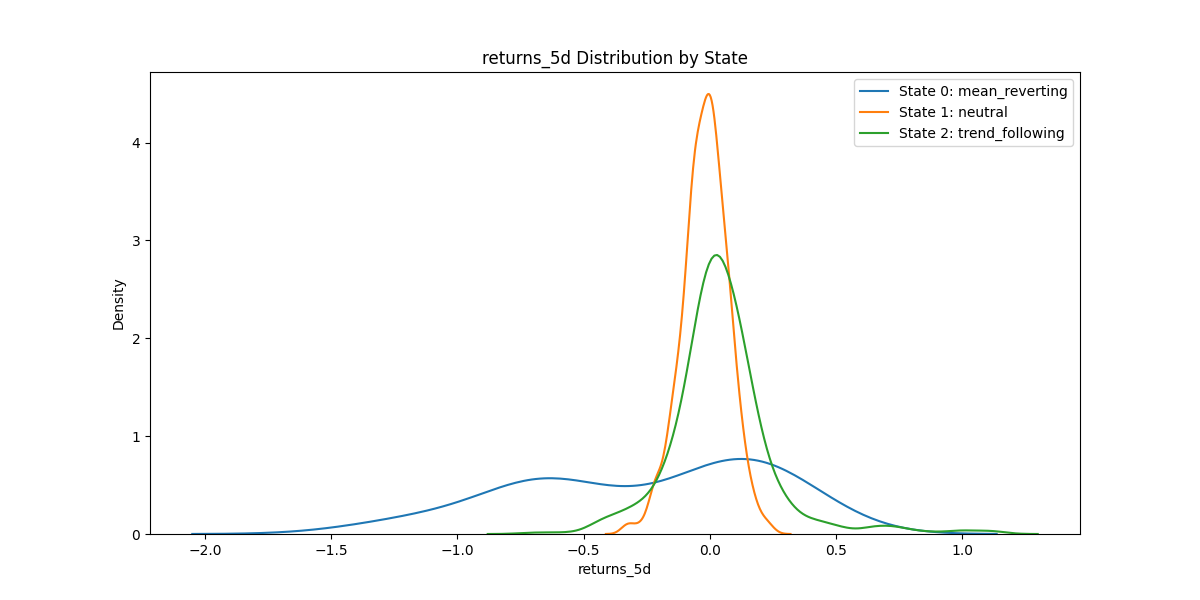 returns_5d Distribution by State
State 0: mean_reverting
State 1: neutral
State 2: trend_following
Density
4
3
2
1
0
−2.0 −1.5 −1.0 −0.5 0.0 0.5 1.0
returns_5d